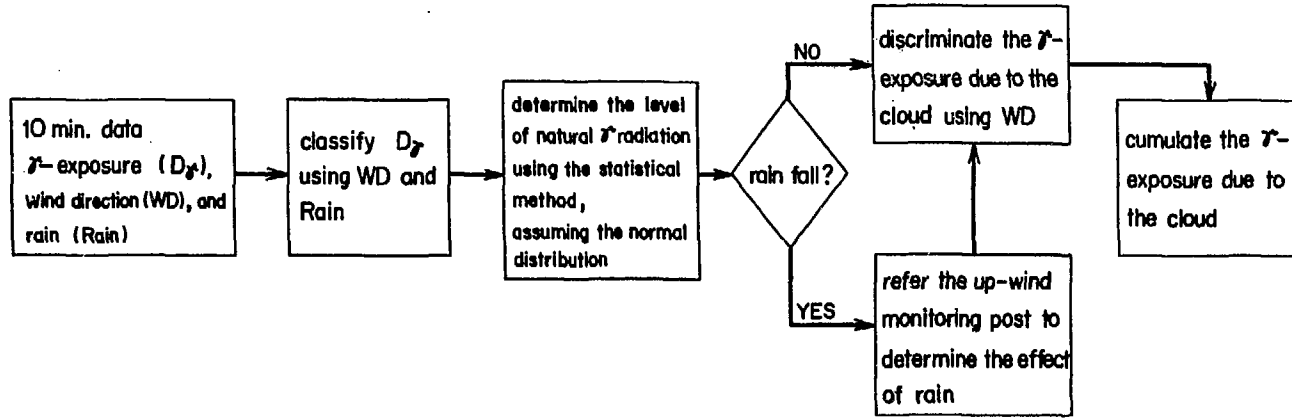 10 min. data
γ-exposure (Dγ),
wind direction (WD), and
rain (Rain)
classify Dγ
using WD and
Rain
determine the level
of natural γ radiation
using the statistical
method,
assuming the normal
distribution
rain fall?
NO
discriminate the γ-
exposure due to the
cloud using WD
YES
refer the up-wind
monitoring post to
determine the effect
of rain
cumulate the γ-
exposure due to
the cloud